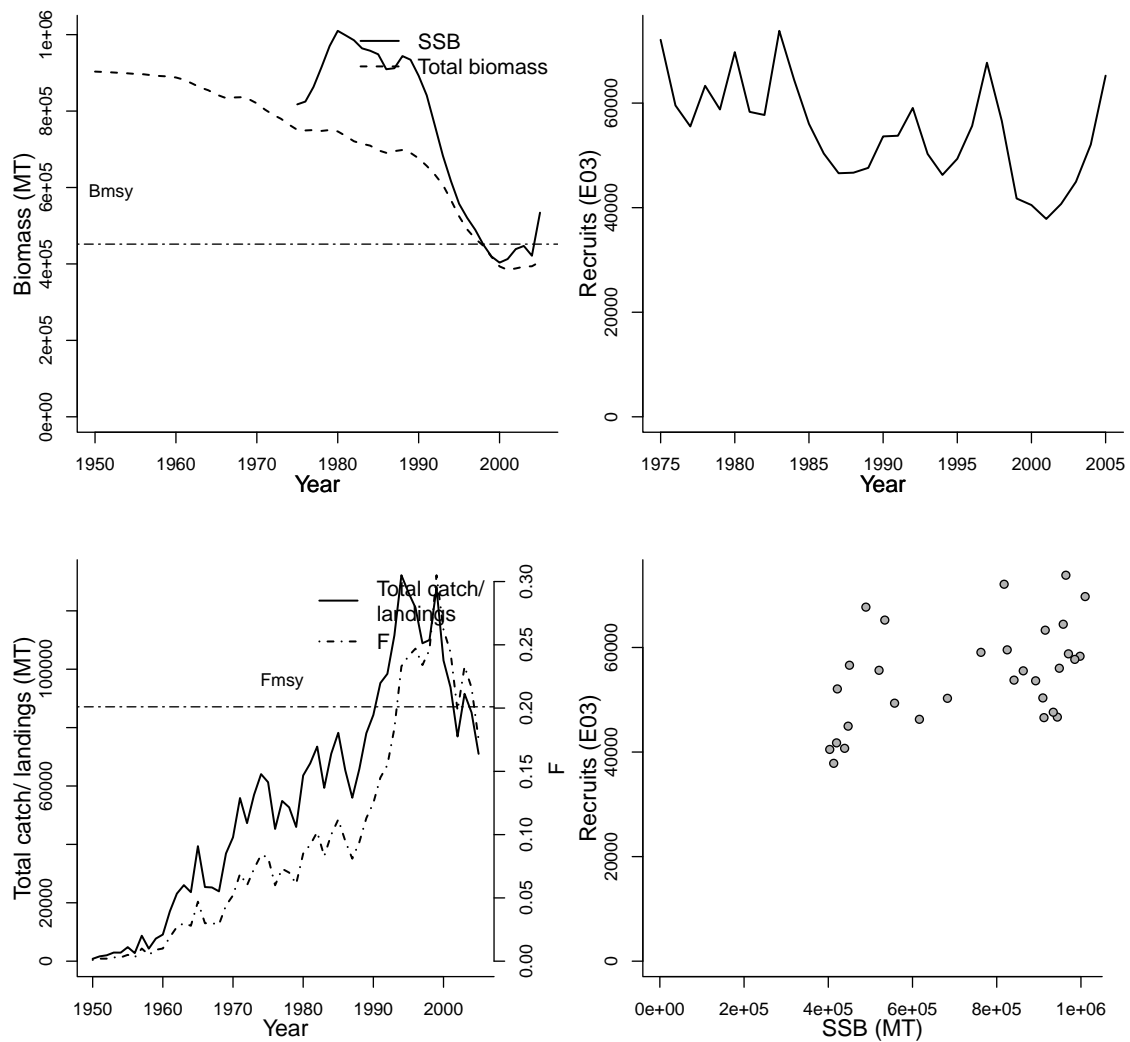 SSB
Total biomass
Bmsy
Biomass (MT)
0e+00
2e+05
4e+05
6e+05
8e+05
1e+06
1950
1960
1970
1980
1990
2000
Year
Recruits (E03)
0
20000
40000
60000
1975
1980
1985
1990
1995
2000
2005
Year
Total catch/
landings
F
Fmsy
Total catch/ landings (MT)
0
20000
60000
100000
F
0.00
0.05
0.10
0.15
0.20
0.25
0.30
1950
1960
1970
1980
1990
2000
Year
Recruits (E03)
0
20000
40000
60000
0e+00
2e+05
4e+05
6e+05
8e+05
1e+06
SSB (MT)